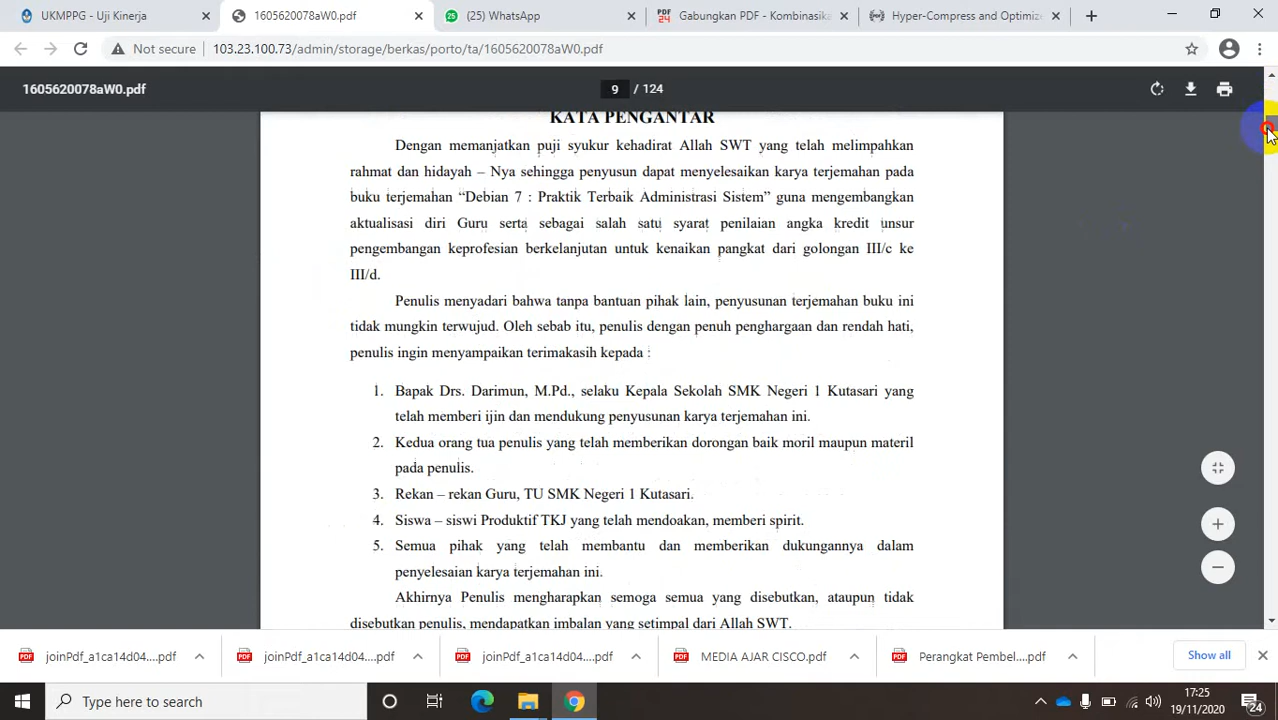 UKMPPG - Uji Kinerja
1605620078aW0.pdf
(25) WhatsApp
Gabungkan PDF - Kombinasika
Hyper-Compress and Optimize
Not secure
103.23.100.73/admin/storage/berkas/porto/ta/1605620078aW0.pdf
1605620078aW0.pdf
9 / 124
KATA PENGANTAR
Dengan memanjatkan puji syukur kehadirat Allah SWT yang telah melimpahkan
rahmat dan hidayah – Nya sehingga penyusun dapat menyelesaikan karya terjemahan pada
buku terjemahan “Debian 7 : Praktik Terbaik Administrasi Sistem” guna mengembangkan
aktualisasi diri Guru serta sebagai salah satu syarat penilaian angka kredit unsur
pengembangan keprofesian berkelanjutan untuk kenaikan pangkat dari golongan III/c ke
III/d.
Penulis menyadari bahwa tanpa bantuan pihak lain, penyusunan terjemahan buku ini
tidak mungkin terwujud. Oleh sebab itu, penulis dengan penuh penghargaan dan rendah hati,
penulis ingin menyampaikan terimakasih kepada :
1. Bapak Drs. Darimun, M.Pd., selaku Kepala Sekolah SMK Negeri 1 Kutasari yang
telah memberi ijin dan mendukung penyusunan karya terjemahan ini.
2. Kedua orang tua penulis yang telah memberikan dorongan baik moril maupun materil
pada penulis.
3. Rekan – rekan Guru, TU SMK Negeri 1 Kutasari.
4. Siswa – siswi Produktif TKJ yang telah mendoakan, memberi spirit.
5. Semua pihak yang telah membantu dan memberikan dukungannya dalam
penyelesaian karya terjemahan ini.
Akhirnya Penulis mengharapkan semoga semua yang disebutkan, ataupun tidak
disebutkan penulis, mendapatkan imbalan yang setimpal dari Allah SWT.
joinPdf_a1ca14d04....pdf
joinPdf_a1ca14d04....pdf
joinPdf_a1ca14d04....pdf
MEDIA AJAR CISCO.pdf
Perangkat Pembel....pdf
Show all
Type here to search
17:25
19/11/2020
24